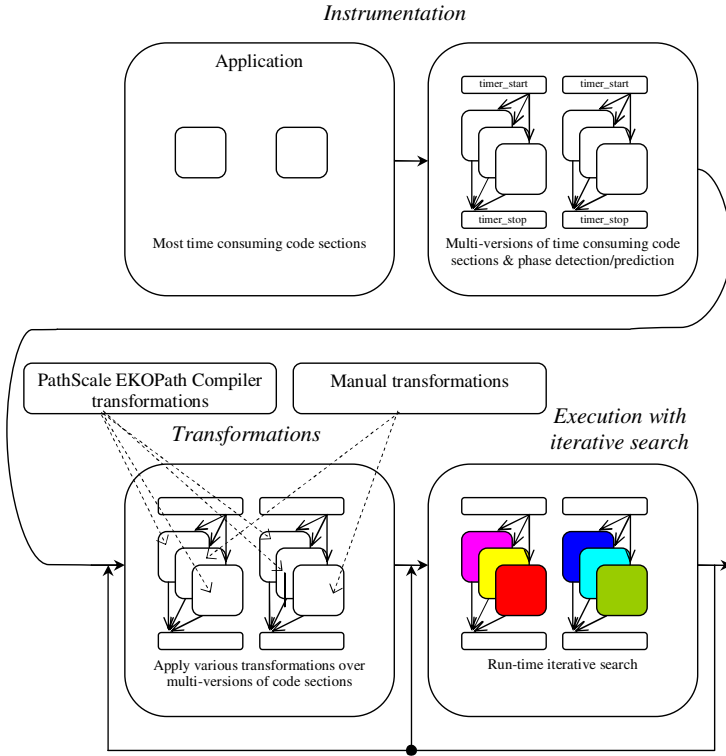 Instrumentation
Application
timer_start
timer_start
timer_stop
timer_stop
Most time consuming code sections
Multi-versions of time consuming code
sections & phase detection/prediction
PathScale EKOPath Compiler
transformations
Manual transformations
Transformations
Execution with
iterative search
Apply various transformations over
multi-versions of code sections
Run-time iterative search